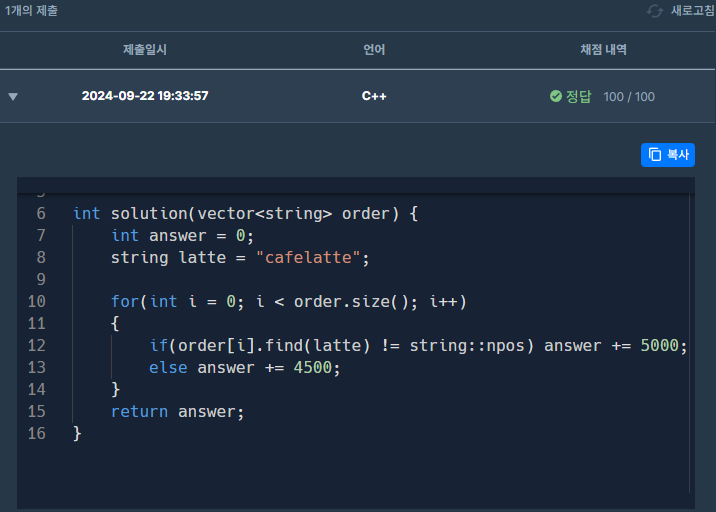 1개의 제출 새로고침
제출일시 언어 채점 내역
2024-09-22 19:33:57 C++ 정답 100 / 100
복사
6 int solution(vector<string> order) {
7 int answer = 0;
8 string latte = "cafelatte";
9
10 for(int i = 0; i < order.size(); i++)
11 {
12 if(order[i].find(latte) != string::npos) answer += 5000;
13 else answer += 4500;
14 }
15 return answer;
16 }